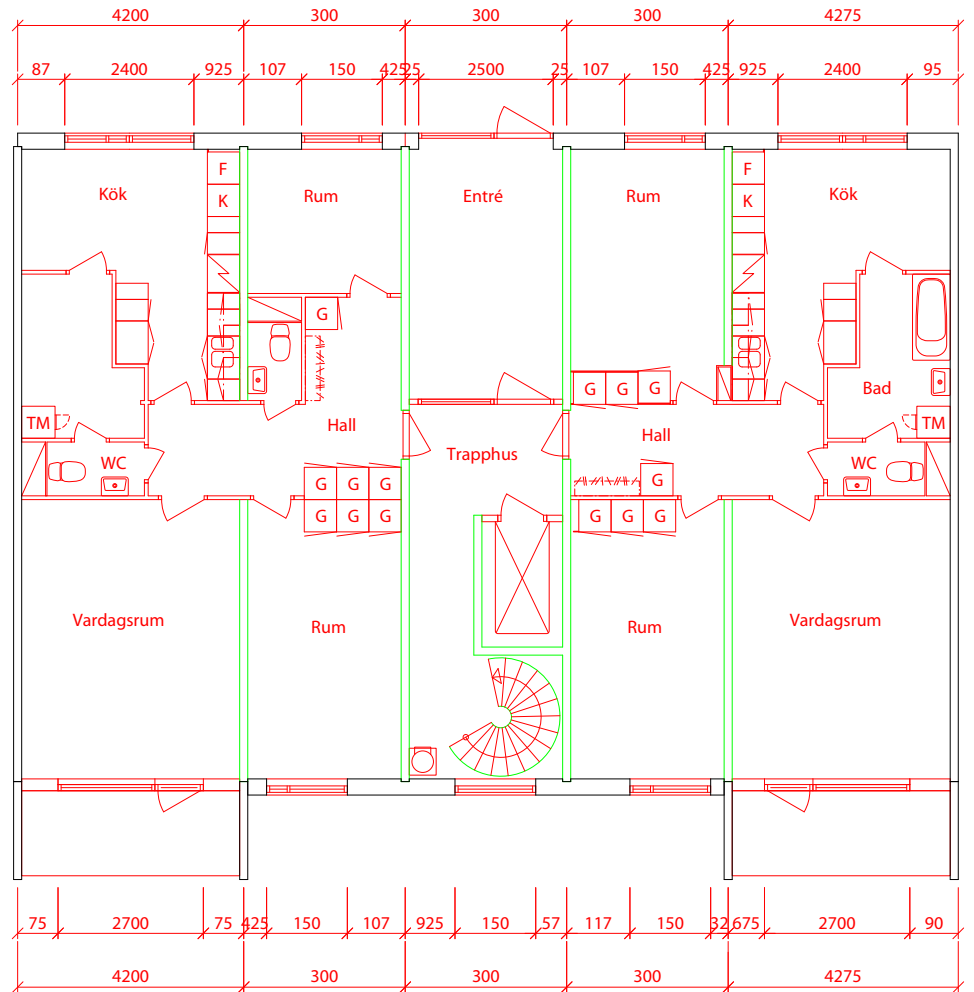 4200 300 300 300 4275
87 2400 925 107 150 425 25 2500 25 107 150 425 925 2400 95
F F
Kök K Rum Entré Rum K Kök
G
G G G Bad
TM Hall Hall TM
WC Trapphus WC
G G G G
G G G G G G
Vardagsrum Rum Rum Vardagsrum
75 2700 75 425 150 107 925 150 57 117 150 32 675 2700 90
4200 300 300 300 4275